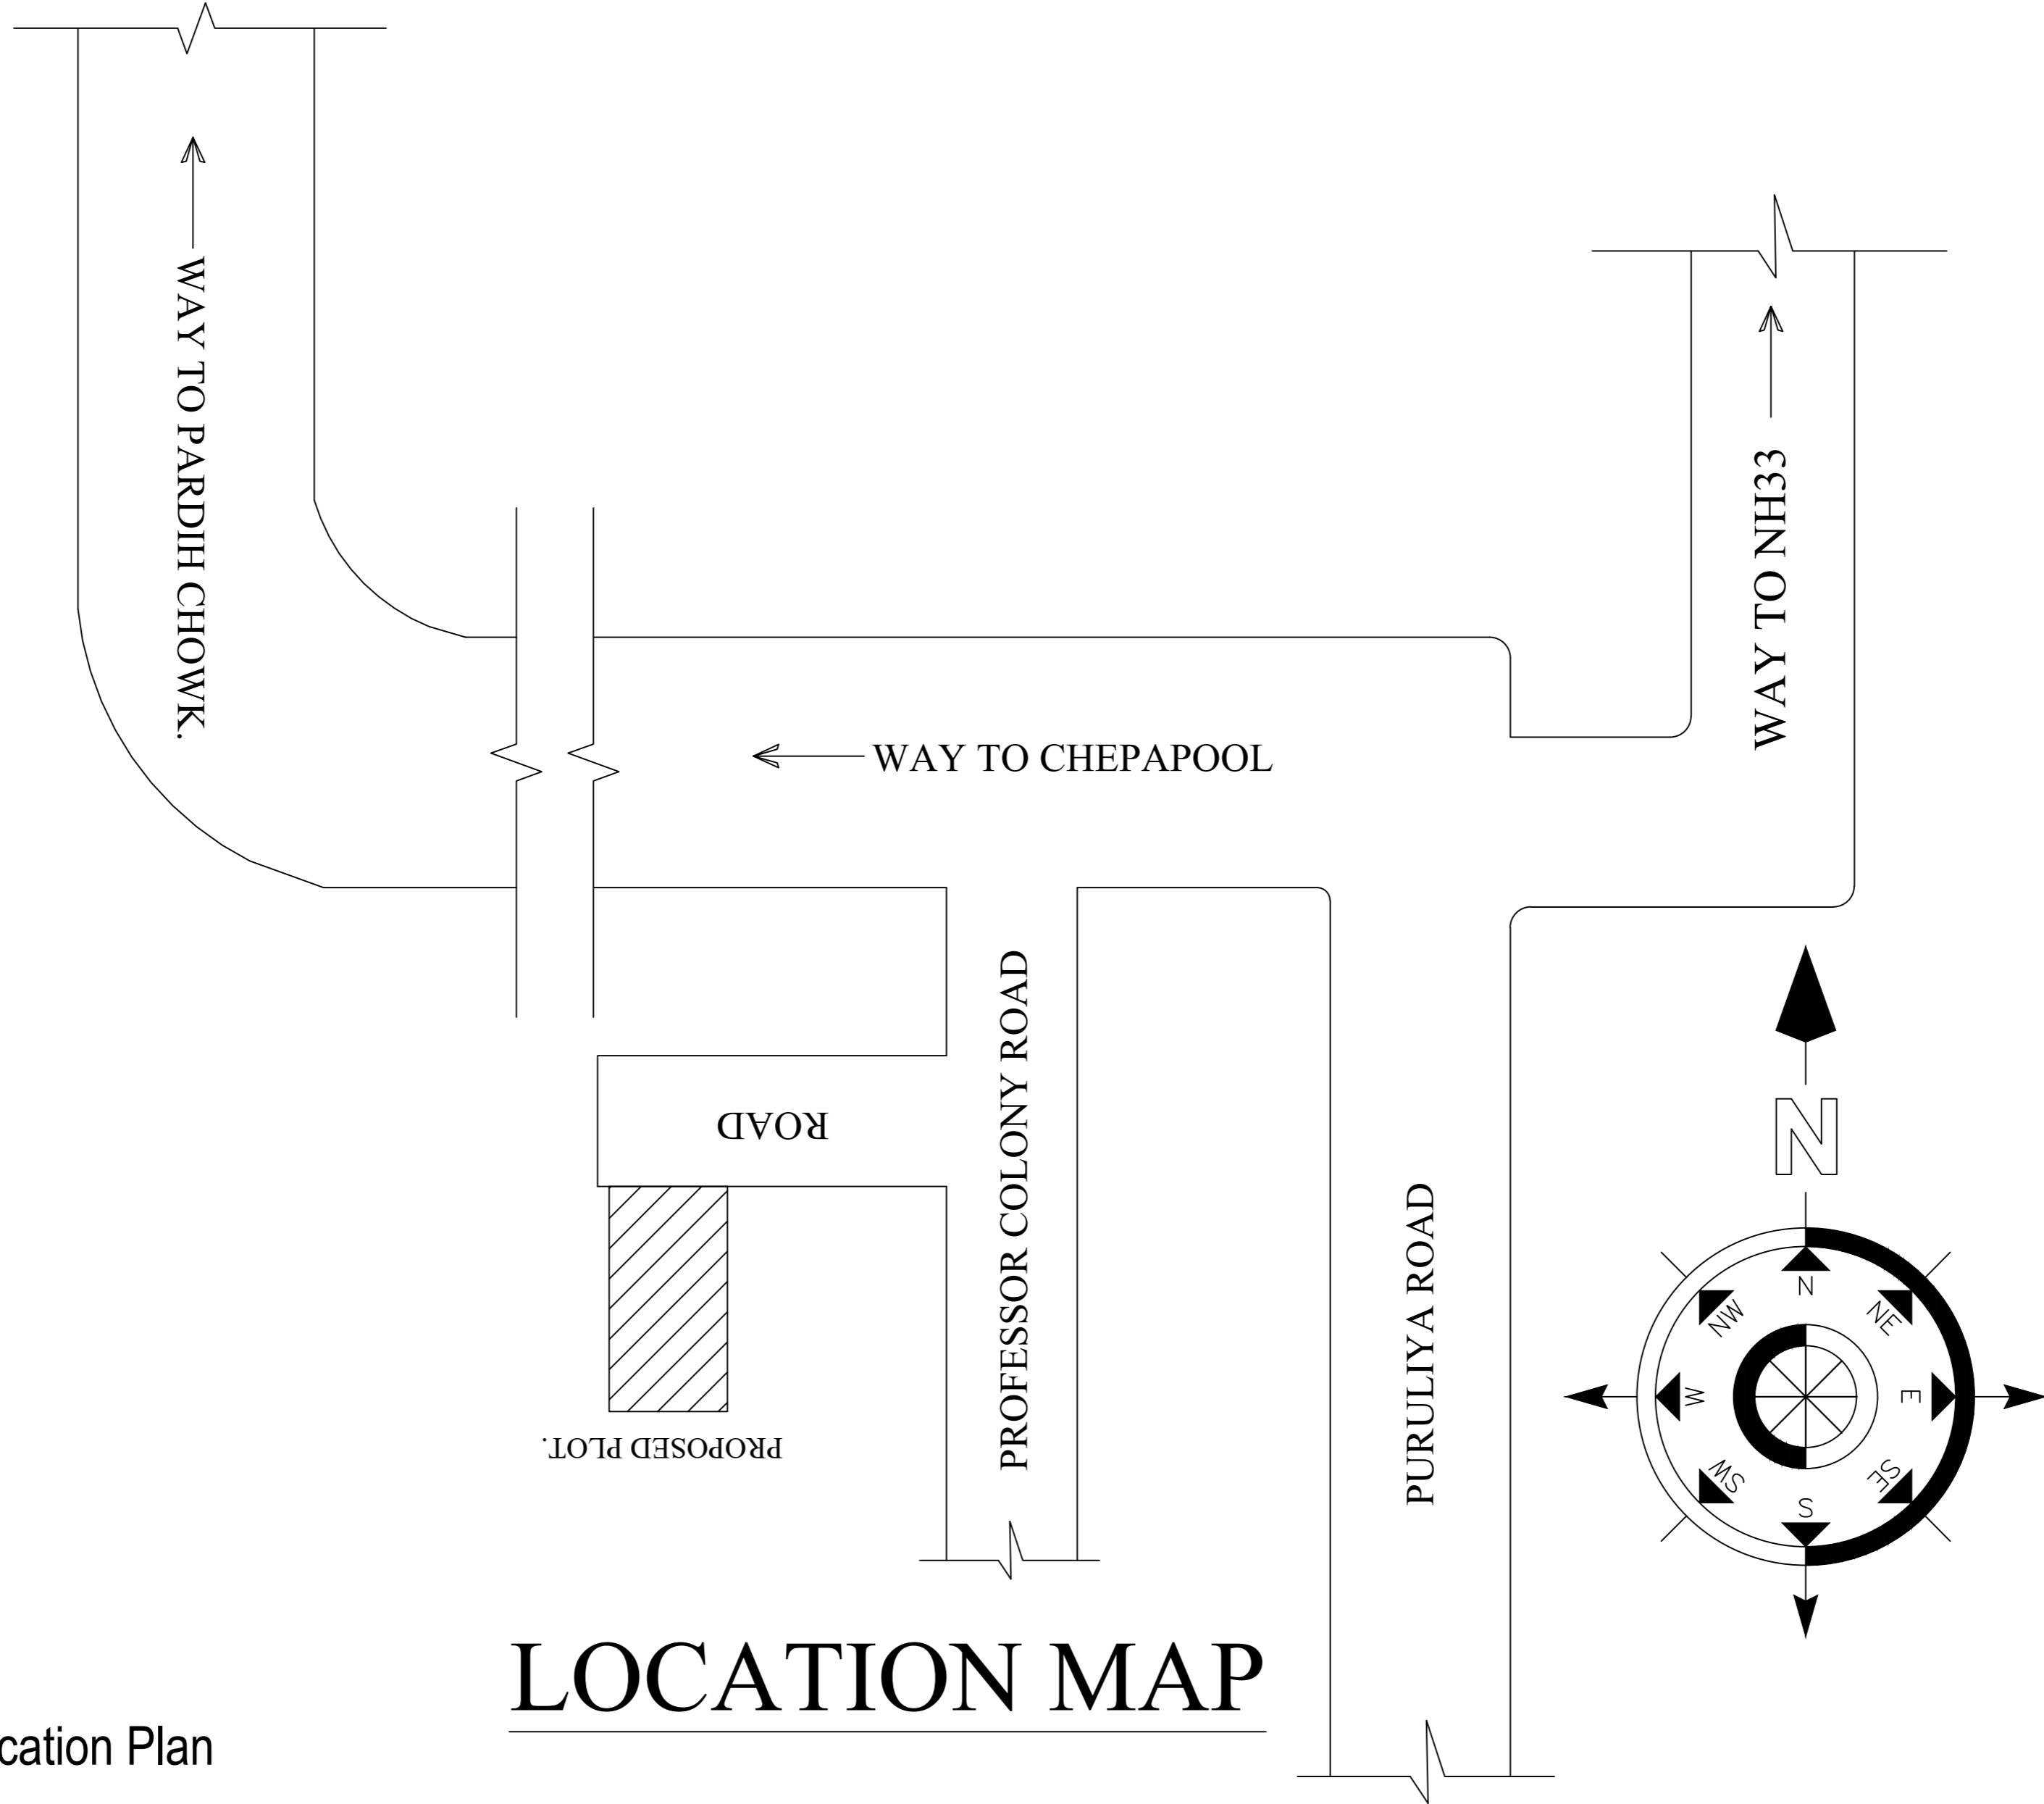 WAY TO PARDIH CHOWK.
WAY TO NH33
WAY TO CHEPAPOOL
PROFESSOR COLONY ROAD
ROAD
PURULIYA ROAD
PROPOSED PLOT.
N
N
NE
E
SE
S
SW
W
NW
LOCATION MAP
cation Plan